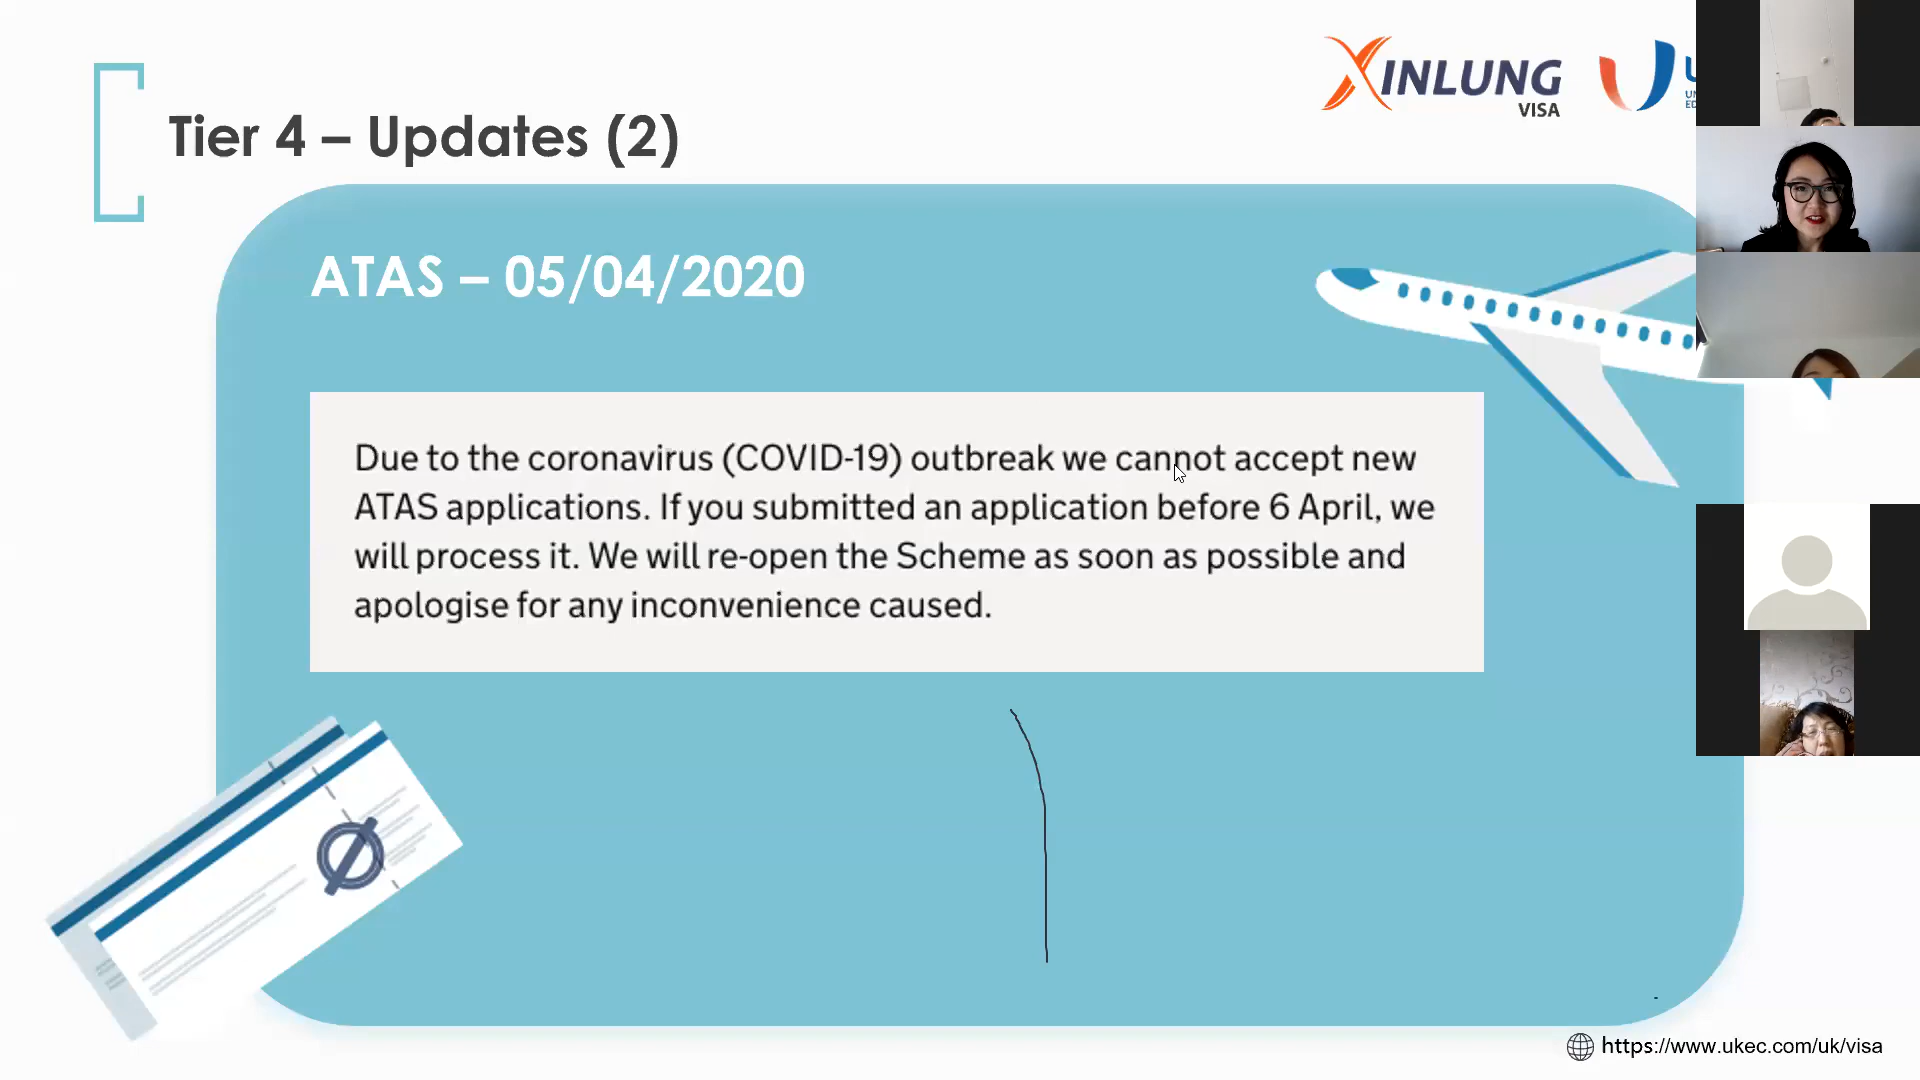 XINLUNG
VISA
Tier 4 – Updates (2)
ATAS – 05/04/2020
Due to the coronavirus (COVID-19) outbreak we cannot accept new
ATAS applications. If you submitted an application before 6 April, we
will process it. We will re-open the Scheme as soon as possible and
apologise for any inconvenience caused.
https://www.ukec.com/uk/visa